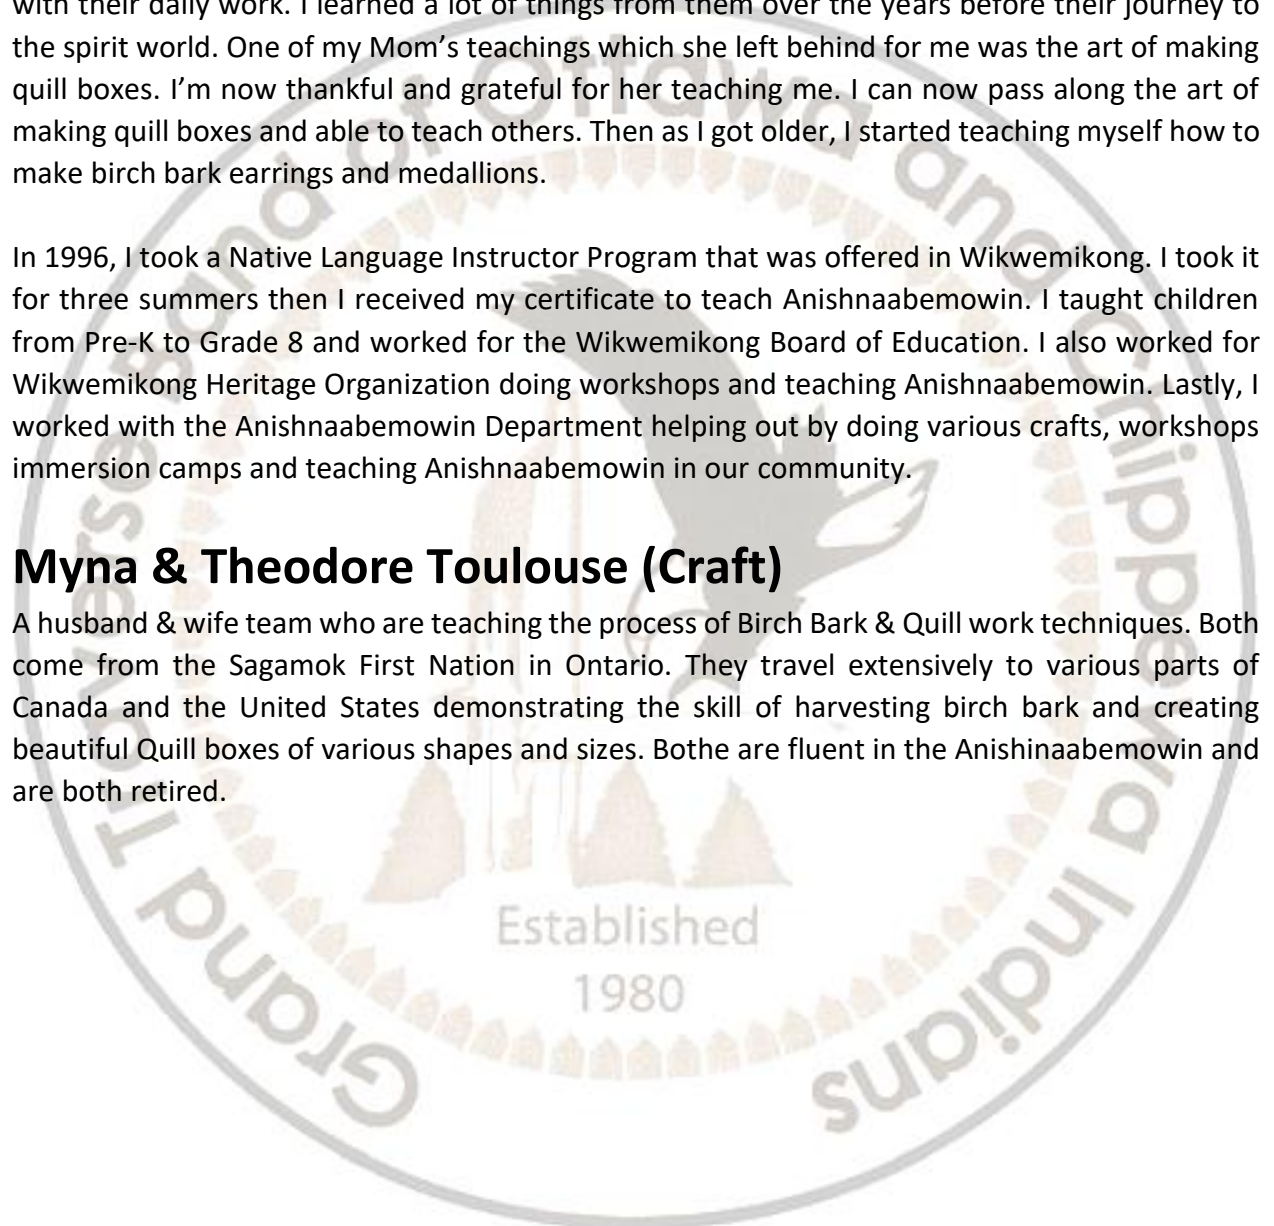 with their daily work. I learned a lot of things from them over the years before their journey to
the spirit world. One of my Mom’s teachings which she left behind for me was the art of making
quill boxes. I’m now thankful and grateful for her teaching me. I can now pass along the art of
making quill boxes and able to teach others. Then as I got older, I started teaching myself how to
make birch bark earrings and medallions.
In 1996, I took a Native Language Instructor Program that was offered in Wikwemikong. I took it
for three summers then I received my certificate to teach Anishnaabemowin. I taught children
from Pre-K to Grade 8 and worked for the Wikwemikong Board of Education. I also worked for
Wikwemikong Heritage Organization doing workshops and teaching Anishnaabemowin. Lastly, I
worked with the Anishnaabemowin Department helping out by doing various crafts, workshops
immersion camps and teaching Anishnaabemowin in our community.
Myna & Theodore Toulouse (Craft)
A husband & wife team who are teaching the process of Birch Bark & Quill work techniques. Both
come from the Sagamok First Nation in Ontario. They travel extensively to various parts of
Canada and the United States demonstrating the skill of harvesting birch bark and creating
beautiful Quill boxes of various shapes and sizes. Bothe are fluent in the Anishinaabemowin and
are both retired.
Grand Traverse Band of Ottawa and Chippewa Indians
Established
1980